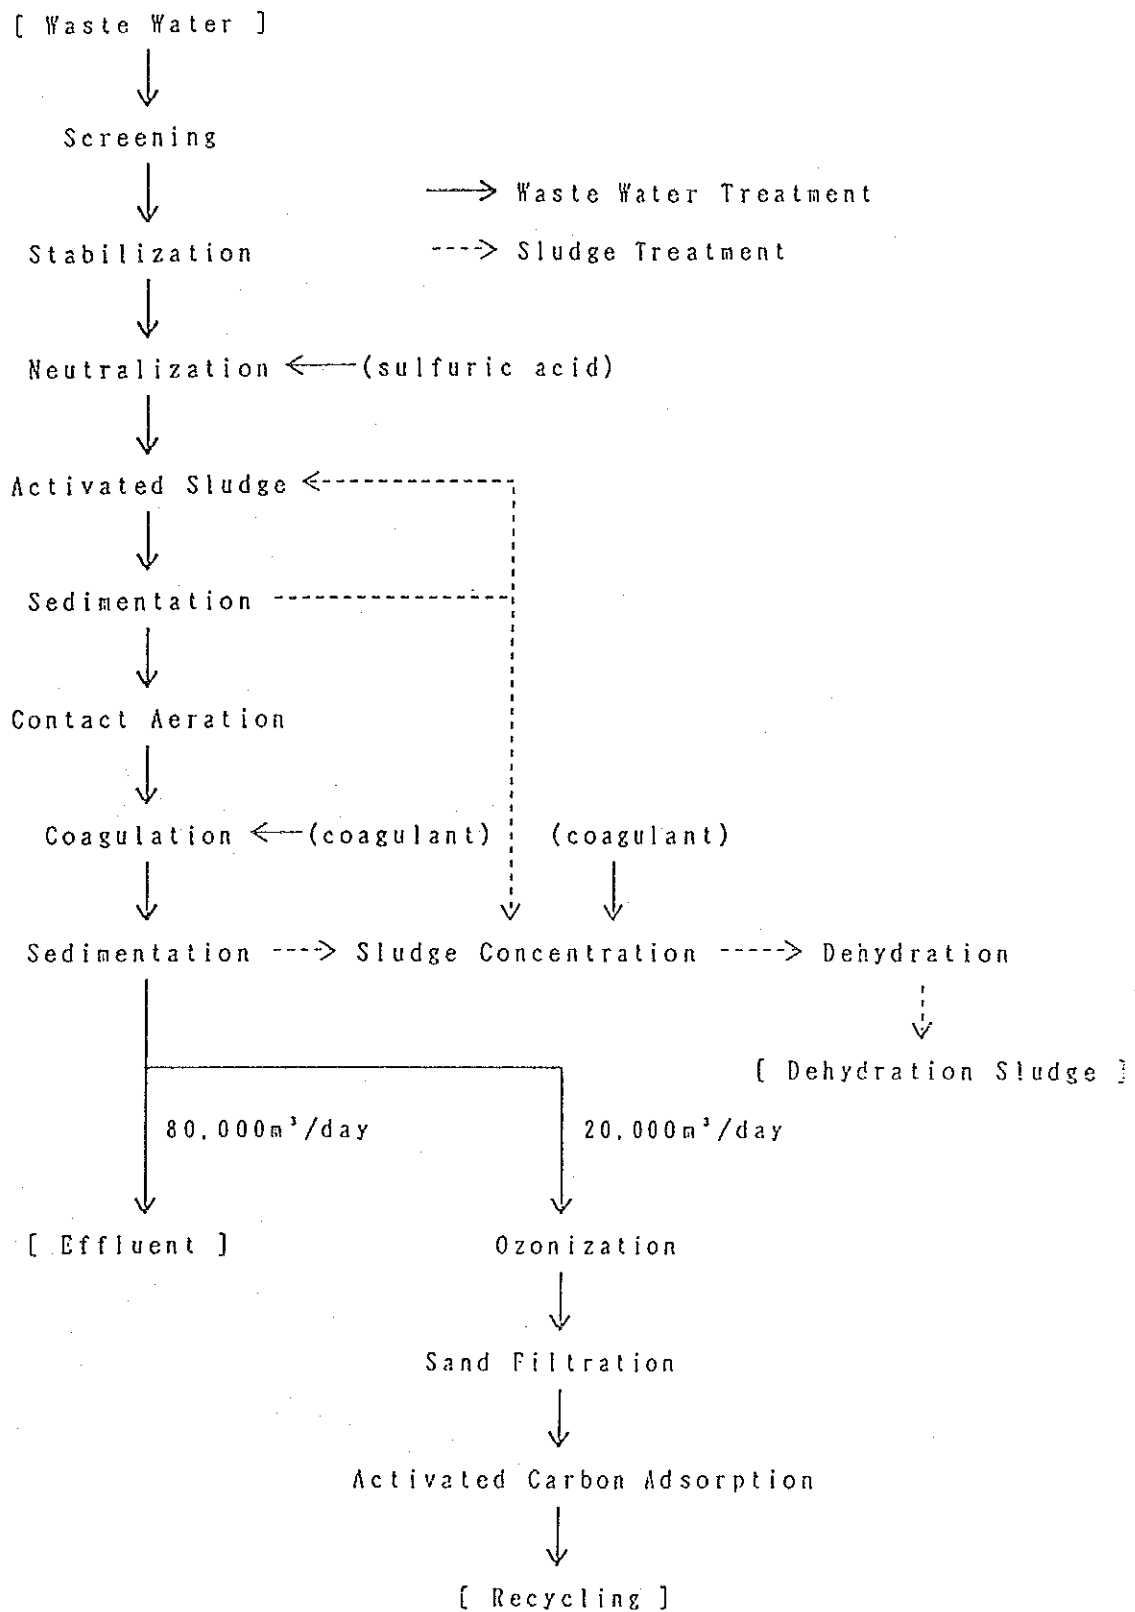 [ Waste Water ]
Screening
Waste Water Treatment
Stabilization
Sludge Treatment
Neutralization
(sulfuric acid)
Activated Sludge
Sedimentation
Contact Aeration
Coagulation
(coagulant)
(coagulant)
Sedimentation
Sludge Concentration
Dehydration
[ Dehydration Sludge ]
80,000m³/day
20,000m³/day
[ Effluent ]
Ozonization
Sand Filtration
Activated Carbon Adsorption
[ Recycling ]